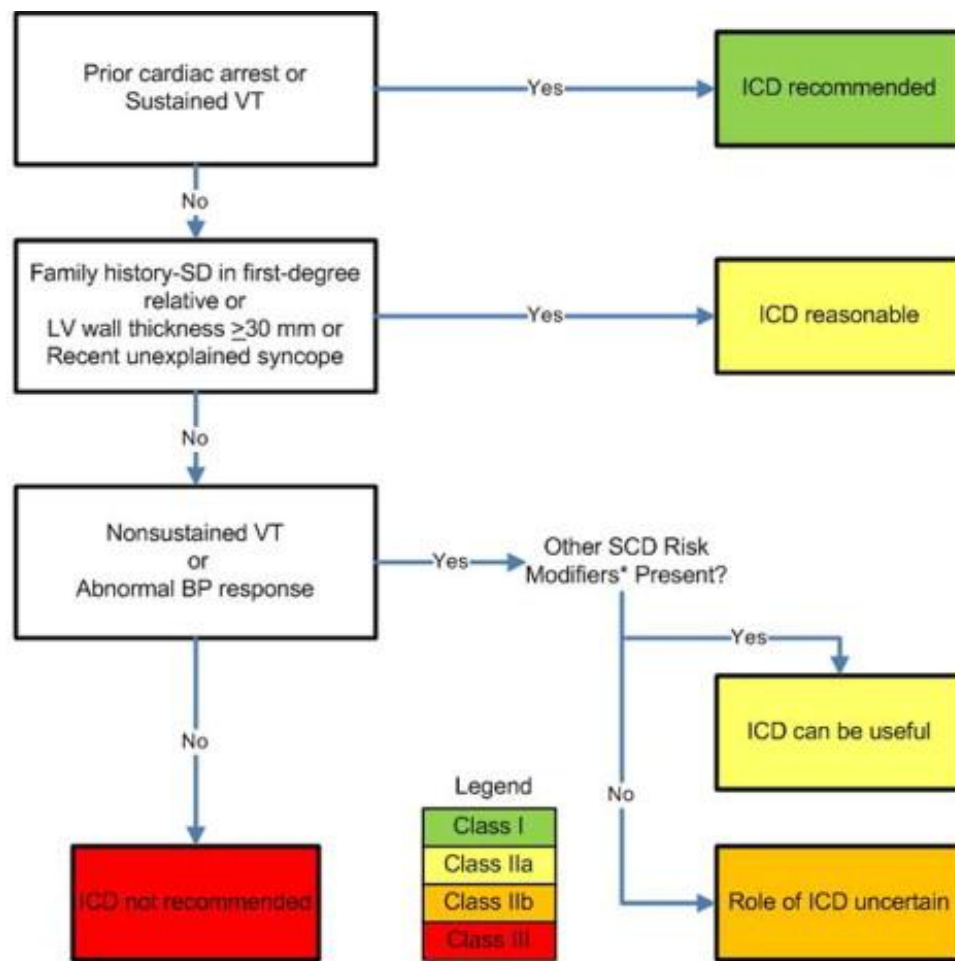 Prior cardiac arrest or
Sustained VT
Yes
ICD recommended
No
Family history-SD in first-degree
relative or
LV wall thickness ≥30 mm or
Recent unexplained syncope
Yes
ICD reasonable
No
Nonsustained VT
or
Abnormal BP response
Yes
Other SCD Risk
Modifiers* Present?
Yes
ICD can be useful
No
No
Legend
Class I
Class IIa
Class IIb
Class III
ICD not recommended
Role of ICD uncertain